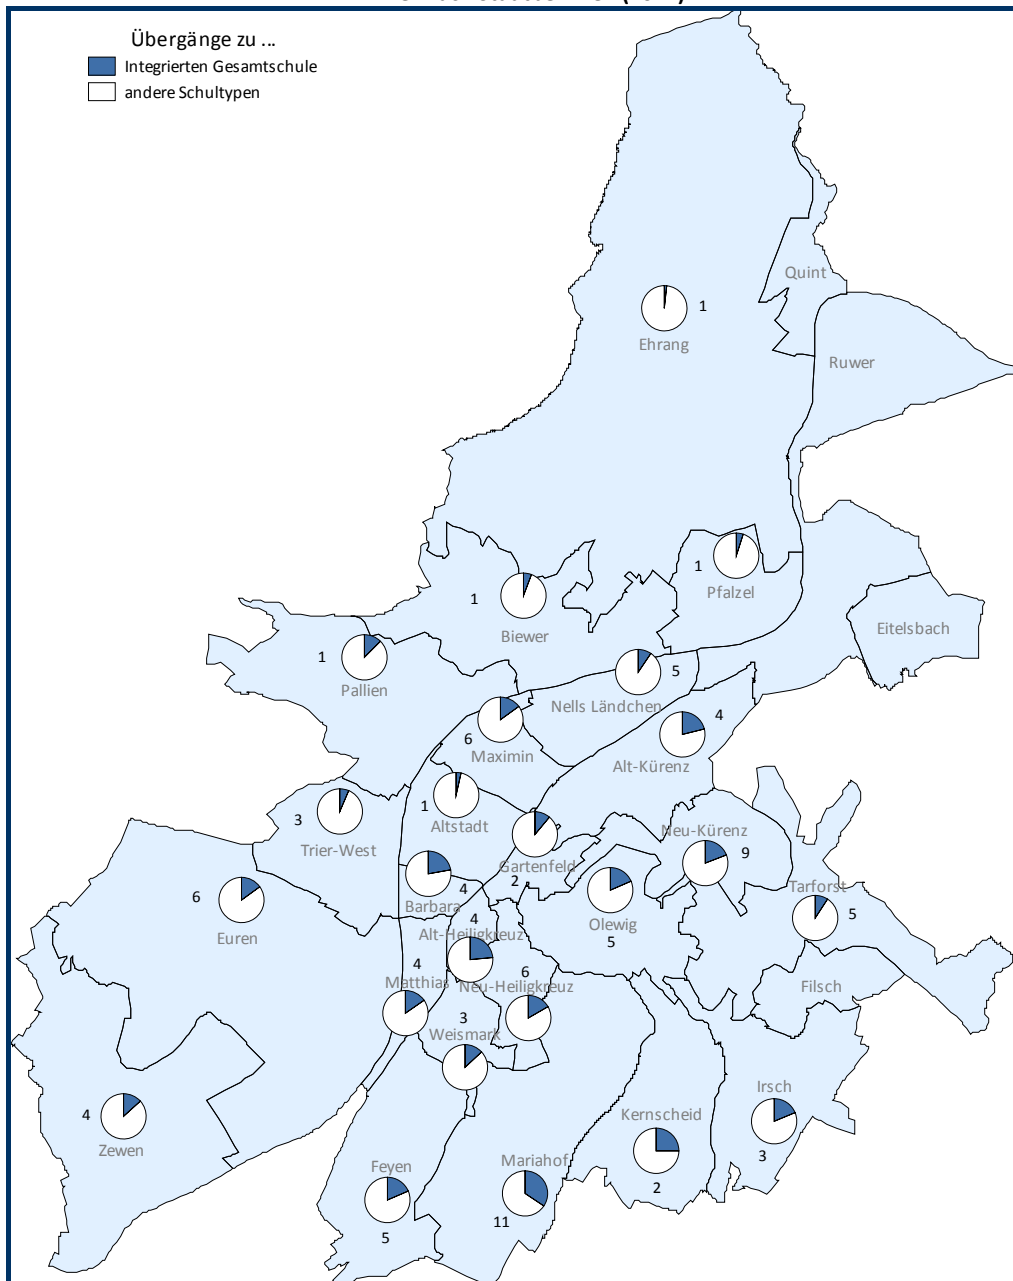 Übergänge zu ...
Integrierten Gesamtschule
andere Schultypen
Quint
1
Ehrang
Ruwer
1
Pfalzel
1
Biewer
Eitelsbach
1
Pallien
5
Nells Ländchen
4
Alt-Kürenz
6
Maximin
1
Altstadt
3
Trier-West
Neu-Kürenz
9
Gartenfeld
2
Barbara
4
Tarforst
5
6
Euren
Olewig
5
4
Alt-Heiligkreuz
4
Matthias
6
Neu-Heiligkreuz
Filsch
3
Weismark
Irsch
3
4
Zewen
Kernscheid
2
Mariahof
11
Feyen
5